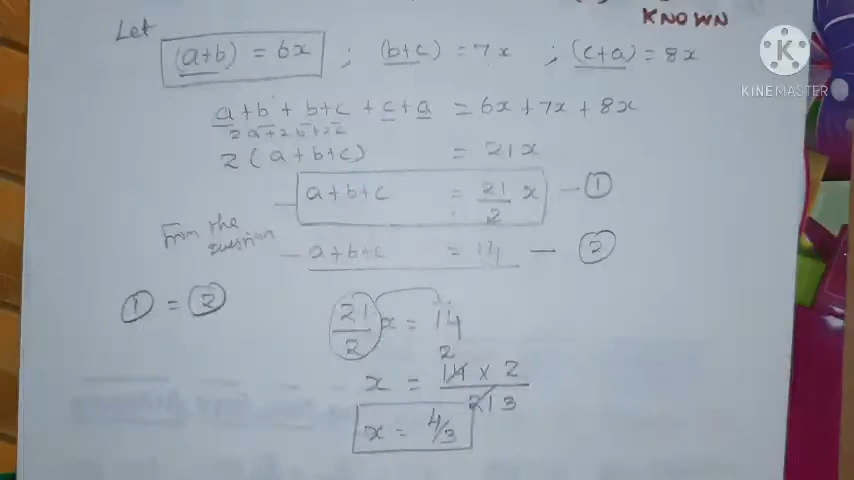 KNOWN
Let
(a+b) = 6x ; (b+c) = 7x ; (c+a) = 8x
KINEMASTER
a+b + b+c + c+a = 6x+7x+8x
2a+2b+2c
2(a+b+c) = 21x
a+b+c = 21/2 x — ①
From the
question
a+b+c = 14 — ②
① = ②
21/2 x = 14
2
x = 14 × 2 / 21 3
x = 4/3